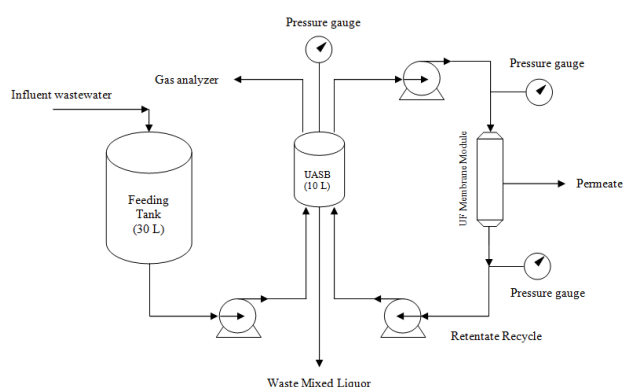 Pressure gauge
Gas analyzer
Pressure gauge
Influent wastewater
Feeding
Tank
(30 L)
UASB
(10 L)
UF Membrane Module
Permeate
Pressure gauge
Retentate Recycle
Waste Mixed Liquor